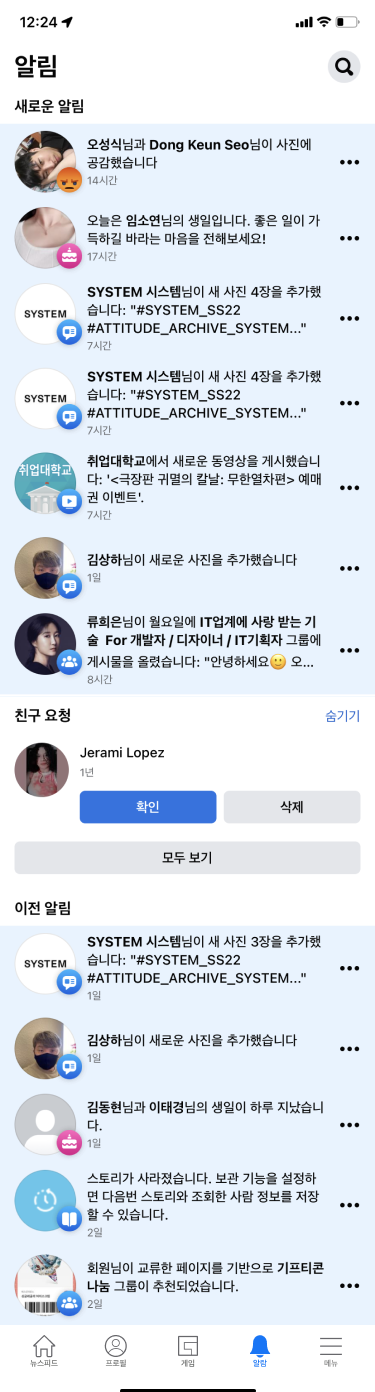 12:24
알림
새로운 알림
오성식님과 Dong Keun Seo님이 사진에
공감했습니다
14시간
오늘은 임소연님의 생일입니다. 좋은 일이 가
득하길 바라는 마음을 전해보세요!
17시간
SYSTEM
SYSTEM 시스템님이 새 사진 4장을 추가했
습니다: "#SYSTEM_SS22
#ATTITUDE_ARCHIVE_SYSTEM..."
7시간
SYSTEM
SYSTEM 시스템님이 새 사진 4장을 추가했
습니다: "#SYSTEM_SS22
#ATTITUDE_ARCHIVE_SYSTEM..."
7시간
취업대학교
취업대학교에서 새로운 동영상을 게시했습니
다: '<극장판 귀멸의 칼날: 무한열차편> 예매
권 이벤트'.
7시간
김상하님이 새로운 사진을 추가했습니다
1일
류희은님이 월요일에 IT업계에 사랑 받는 기
술 For 개발자 / 디자이너 / IT기획자 그룹에
게시물을 올렸습니다: "안녕하세요🙂 오...
8시간
친구 요청
숨기기
Jerami Lopez
1년
확인
삭제
모두 보기
이전 알림
SYSTEM
SYSTEM 시스템님이 새 사진 3장을 추가했
습니다: "#SYSTEM_SS22
#ATTITUDE_ARCHIVE_SYSTEM..."
1일
김상하님이 새로운 사진을 추가했습니다
1일
김동현님과 이태경님의 생일이 하루 지났습니
다.
1일
스토리가 사라졌습니다. 보관 기능을 설정하
면 다음번 스토리와 조회한 사람 정보를 저장
할 수 있습니다.
2일
회원님이 교류한 페이지를 기반으로 기프티콘
나눔 그룹이 추천되었습니다.
2일
뉴스피드
프로필
게임
알림
메뉴